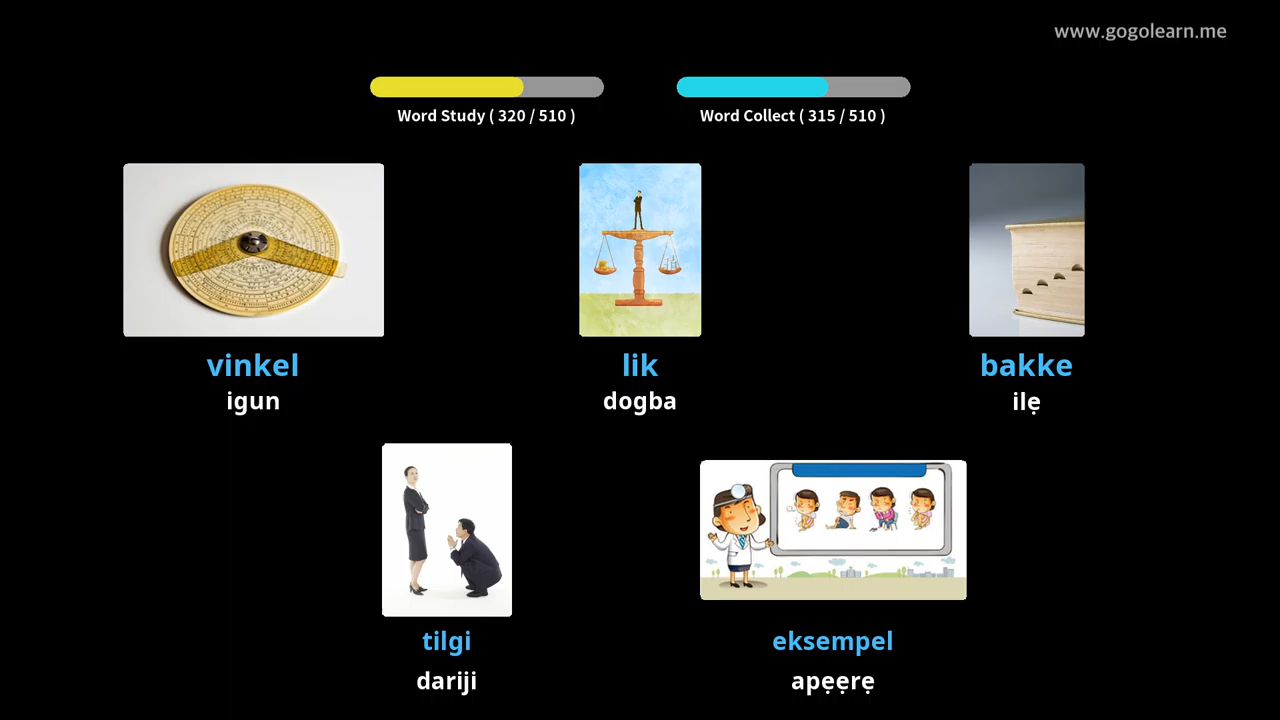 www.gogolearn.me
Word Study ( 320 / 510 )
Word Collect ( 315 / 510 )
vinkel
igun
lik
dogba
bakke
ilẹ
tilgi
dariji
eksempel
apẹẹrẹ